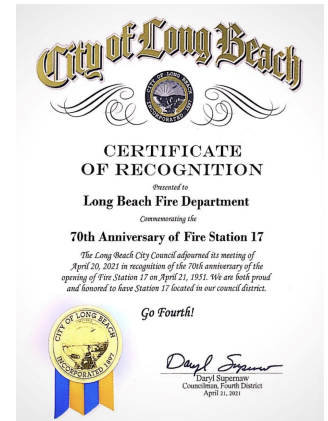 City of Long Beach
CITY OF LONG BEACH
INCORPORATED 1897
CERTIFICATE
OF RECOGNITION
Presented to
Long Beach Fire Department
Commemorating the
70th Anniversary of Fire Station 17
The Long Beach City Council adjourned its meeting of
April 20, 2021 in recognition of the 70th anniversary of the
opening of Fire Station 17 on April 21, 1951. We are both proud
and honored to have Station 17 located in our council district.
Go Fourth!
CITY OF LONG BEACH
INCORPORATED 1897
Daryl Supernaw
Daryl Supernaw
Councilman, Fourth District
April 21, 2021